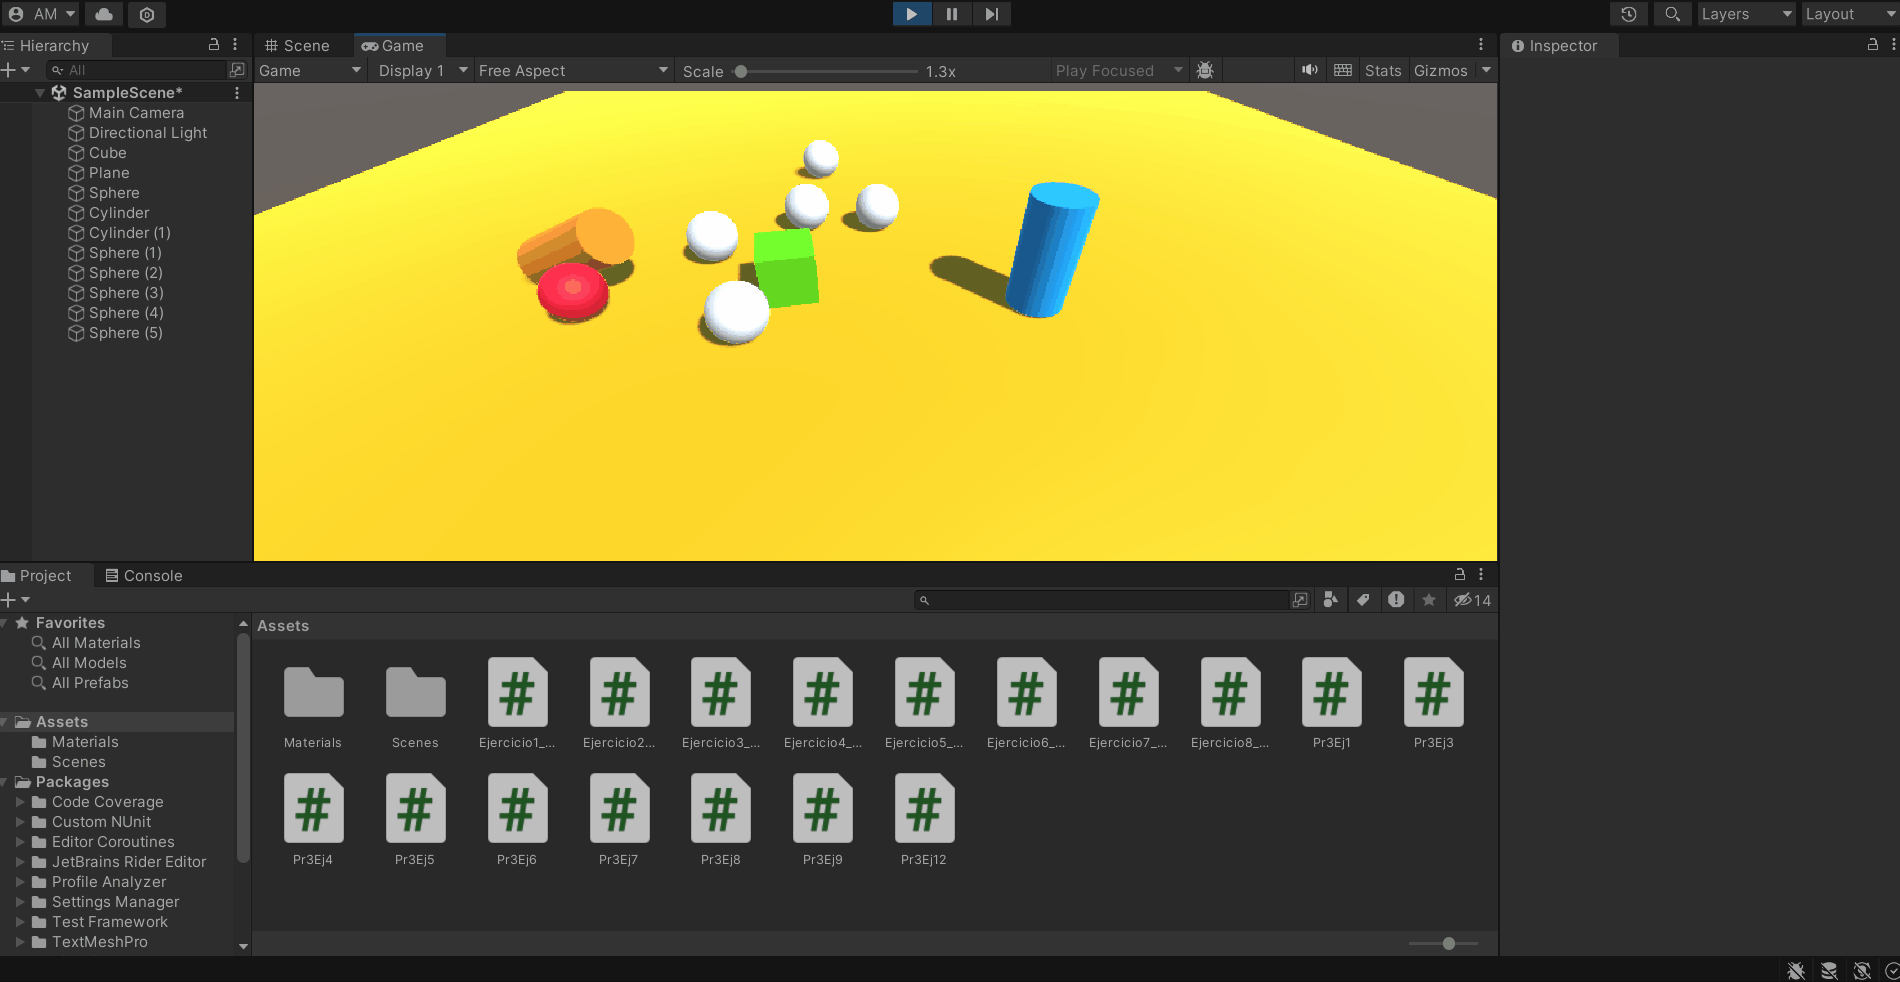 AM
Layers
Layout
Hierarchy
Scene
Game
Inspector
All
Game
Display 1
Free Aspect
Scale
1.3x
Play Focused
Stats
Gizmos
SampleScene*
Main Camera
Directional Light
Cube
Plane
Sphere
Cylinder
Cylinder (1)
Sphere (1)
Sphere (2)
Sphere (3)
Sphere (4)
Sphere (5)
Project
Console
14
Favorites
All Materials
All Models
All Prefabs
Assets
Materials
Scenes
Packages
Code Coverage
Custom NUnit
Editor Coroutines
JetBrains Rider Editor
Profile Analyzer
Settings Manager
Test Framework
TextMeshPro
Assets
Materials
Scenes
Ejercicio1_...
Ejercicio2...
Ejercicio3_...
Ejercicio4_...
Ejercicio5_...
Ejercicio6_...
Ejercicio7_...
Ejercicio8_...
Pr3Ej1
Pr3Ej3
Pr3Ej4
Pr3Ej5
Pr3Ej6
Pr3Ej7
Pr3Ej8
Pr3Ej9
Pr3Ej12